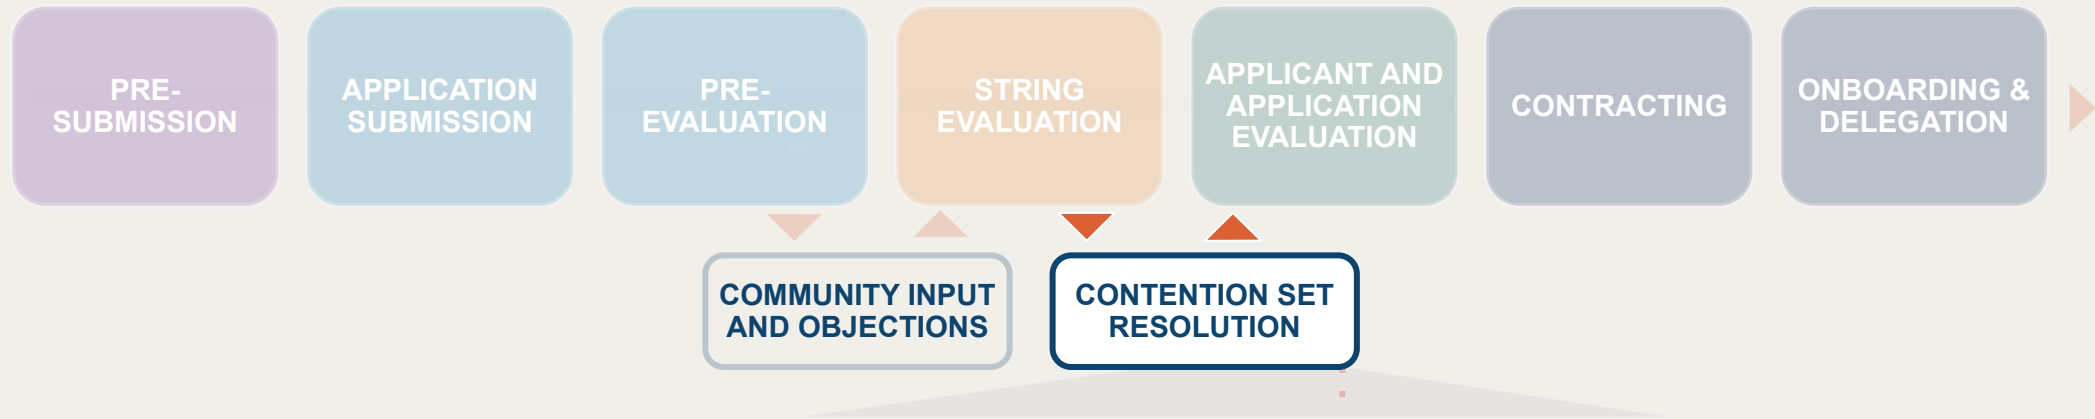 PRE-
SUBMISSION
APPLICATION
SUBMISSION
PRE-
EVALUATION
STRING
EVALUATION
APPLICANT AND
APPLICATION
EVALUATION
CONTRACTING
ONBOARDING &
DELEGATION
COMMUNITY INPUT
AND OBJECTIONS
CONTENTION SET
RESOLUTION